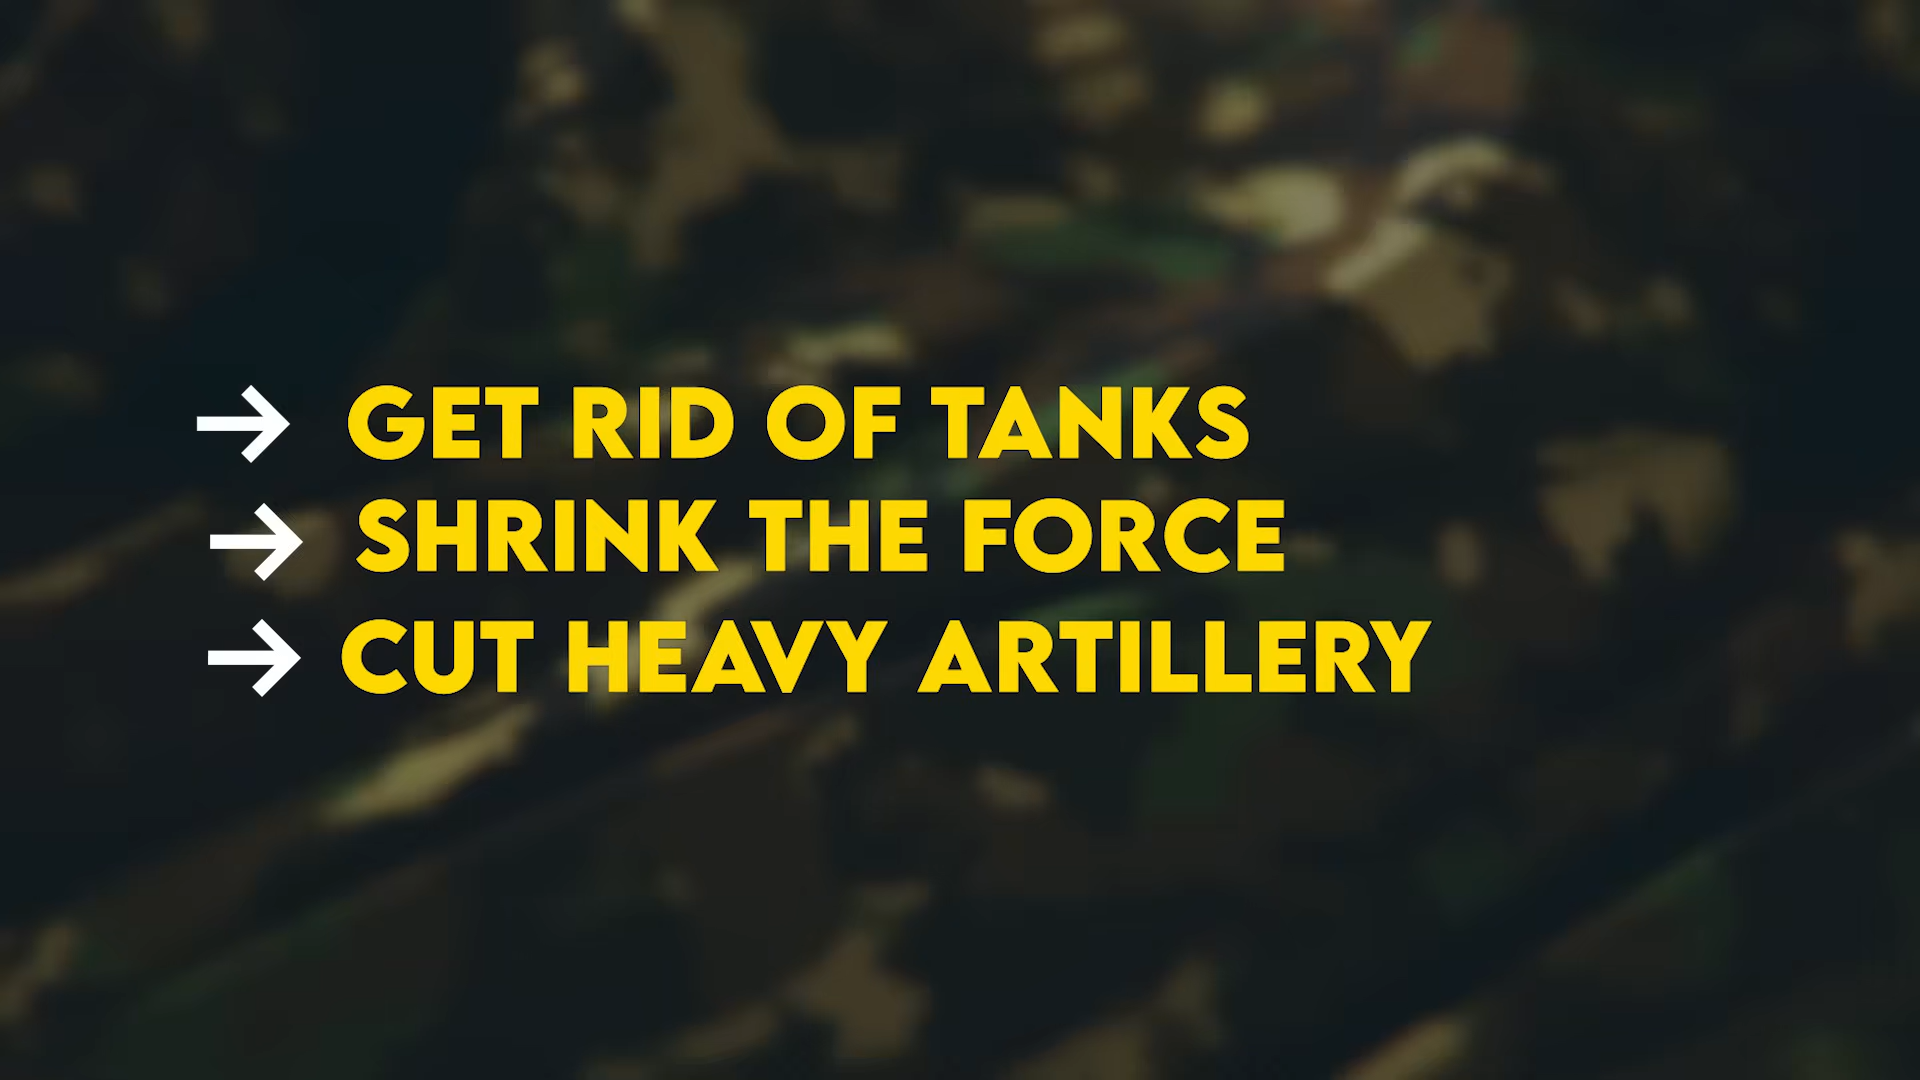 → GET RID OF TANKS
→ SHRINK THE FORCE
→ CUT HEAVY ARTILLERY